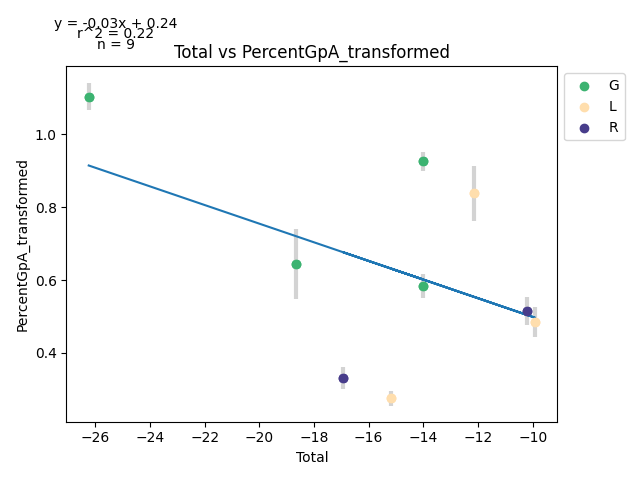 y = -0.03x + 0.24
r^2 = 0.22
n = 9
Total vs PercentGpA_transformed
G
L
R
PercentGpA_transformed
1.0
0.8
0.6
0.4
−26
−24
−22
−20
−18
−16
−14
−12
−10
Total